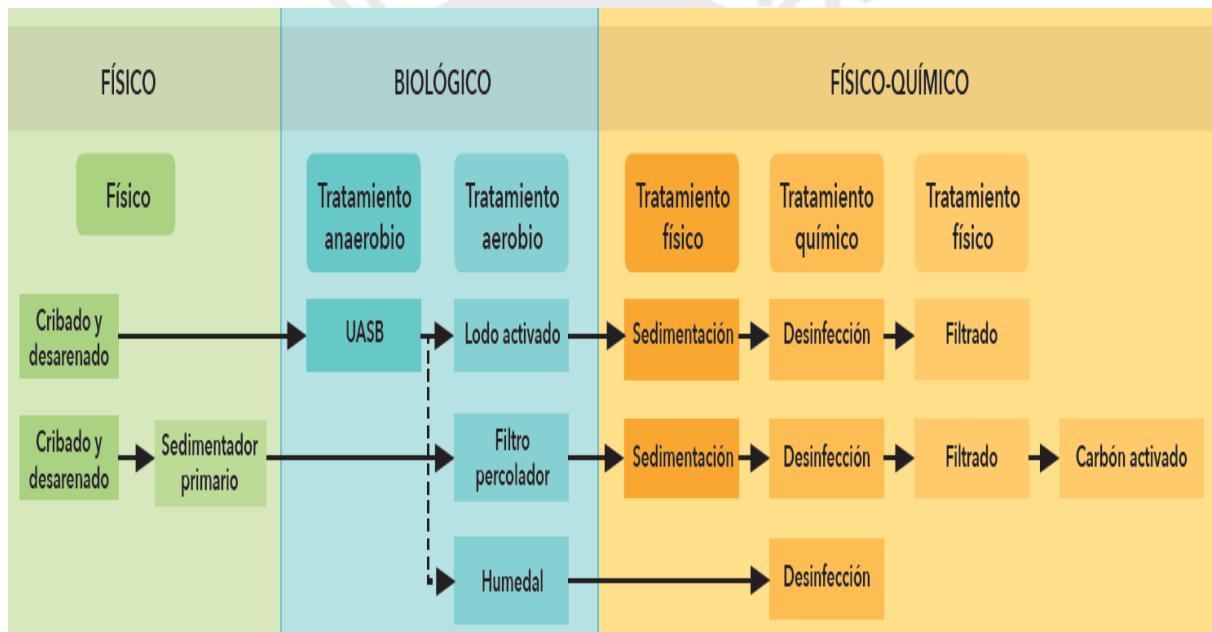 FÍSICO
BIOLÓGICO
FÍSICO-QUÍMICO
Físico
Tratamiento
anaerobio
Tratamiento
aerobio
Tratamiento
físico
Tratamiento
químico
Tratamiento
físico
Cribado y
desarenado
UASB
Lodo activado
Sedimentación
Desinfección
Filtrado
Cribado y
desarenado
Sedimentador
primario
Filtro
percolador
Sedimentación
Desinfección
Filtrado
Carbón activado
Humedal
Desinfección